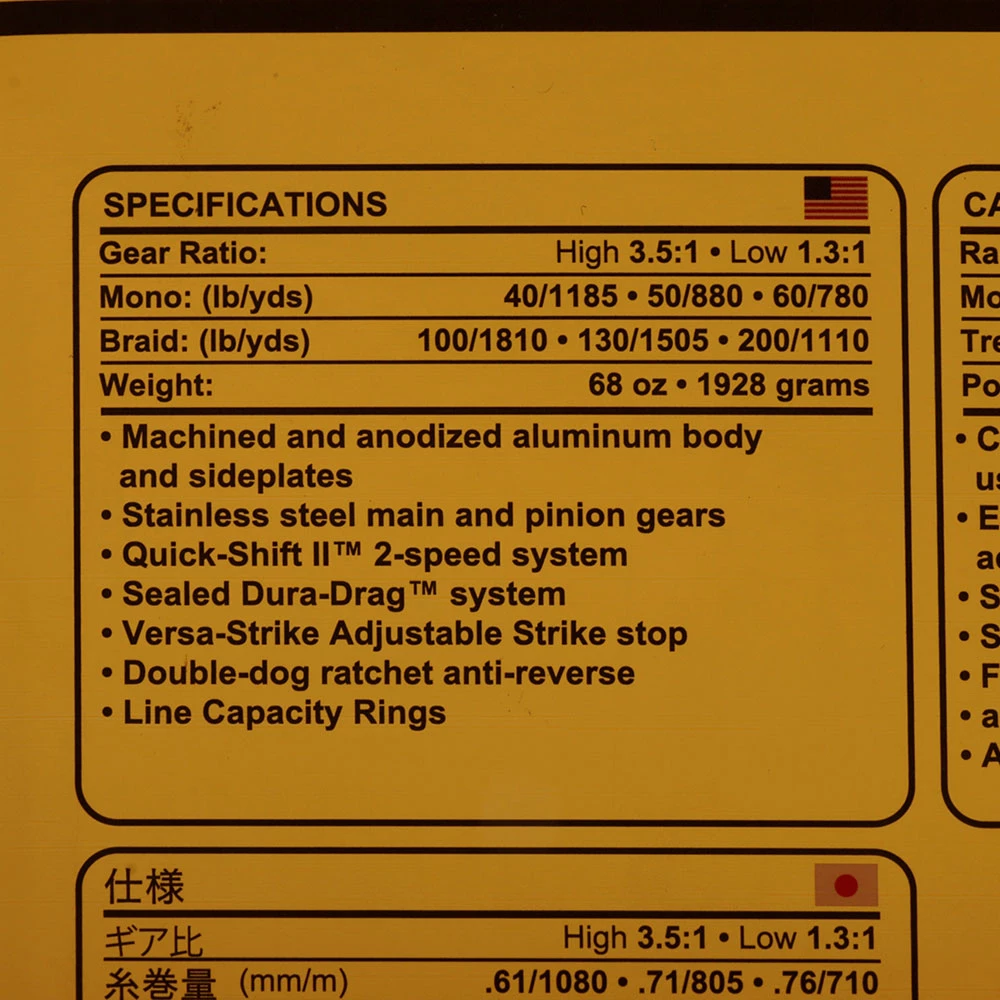 SPECIFICATIONS
Gear Ratio: High 3.5:1 • Low 1.3:1
Mono: (lb/yds) 40/1185 • 50/880 • 60/780
Braid: (lb/yds) 100/1810 • 130/1505 • 200/1110
Weight: 68 oz • 1928 grams
• Machined and anodized aluminum body
and sideplates
• Stainless steel main and pinion gears
• Quick-Shift II™ 2-speed system
• Sealed Dura-Drag™ system
• Versa-Strike Adjustable Strike stop
• Double-dog ratchet anti-reverse
• Line Capacity Rings
仕様
ギア比 High 3.5:1 • Low 1.3:1
糸巻量 (mm/m) .61/1080 • .71/805 • .76/710